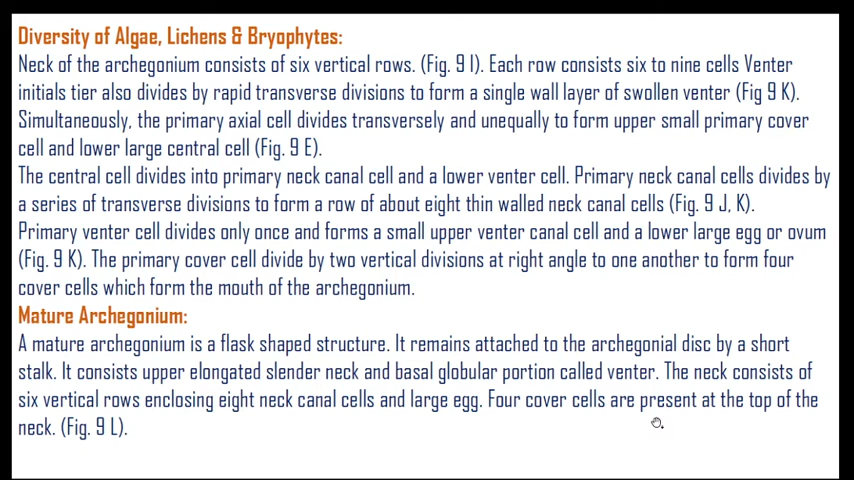 Diversity of Algae, Lichens & Bryophytes:
Neck of the archegonium consists of six vertical rows. (Fig. 9 I). Each row consists six to nine cells Venter
initials tier also divides by rapid transverse divisions to form a single wall layer of swollen venter (Fig 9 K).
Simultaneously, the primary axial cell divides transversely and unequally to form upper small primary cover
cell and lower large central cell (Fig. 9 E).
The central cell divides into primary neck canal cell and a lower venter cell. Primary neck canal cells divides by
a series of transverse divisions to form a row of about eight thin walled neck canal cells (Fig. 9 J, K).
Primary venter cell divides only once and forms a small upper venter canal cell and a lower large egg or ovum
(Fig. 9 K). The primary cover cell divide by two vertical divisions at right angle to one another to form four
cover cells which form the mouth of the archegonium.
Mature Archegonium:
A mature archegonium is a flask shaped structure. It remains attached to the archegonial disc by a short
stalk. It consists upper elongated slender neck and basal globular portion called venter. The neck consists of
six vertical rows enclosing eight neck canal cells and large egg. Four cover cells are present at the top of the
neck. (Fig. 9 L).